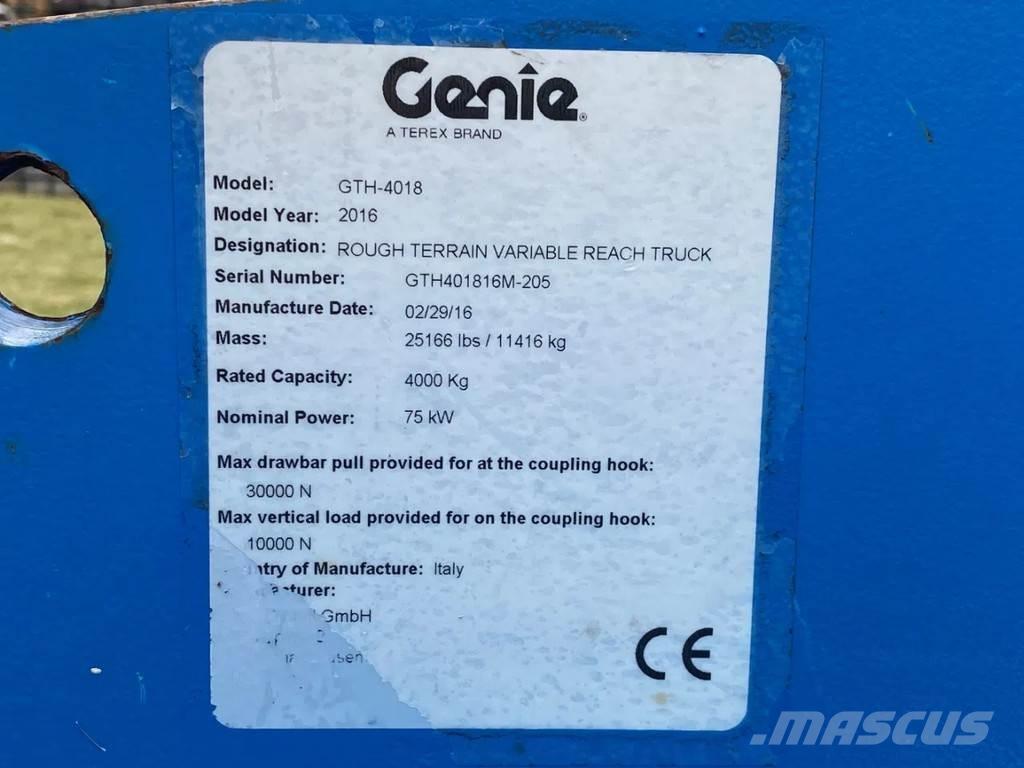 Genie
A TEREX BRAND
Model: GTH-4018
Model Year: 2016
Designation: ROUGH TERRAIN VARIABLE REACH TRUCK
Serial Number: GTH401816M-205
Manufacture Date: 02/29/16
Mass: 25166 lbs / 11416 kg
Rated Capacity: 4000 Kg
Nominal Power: 75 kW
Max drawbar pull provided for at the coupling hook:
30000 N
Max vertical load provided for on the coupling hook:
10000 N
of Manufacture: Italy
GmbH
CE
MASCUS